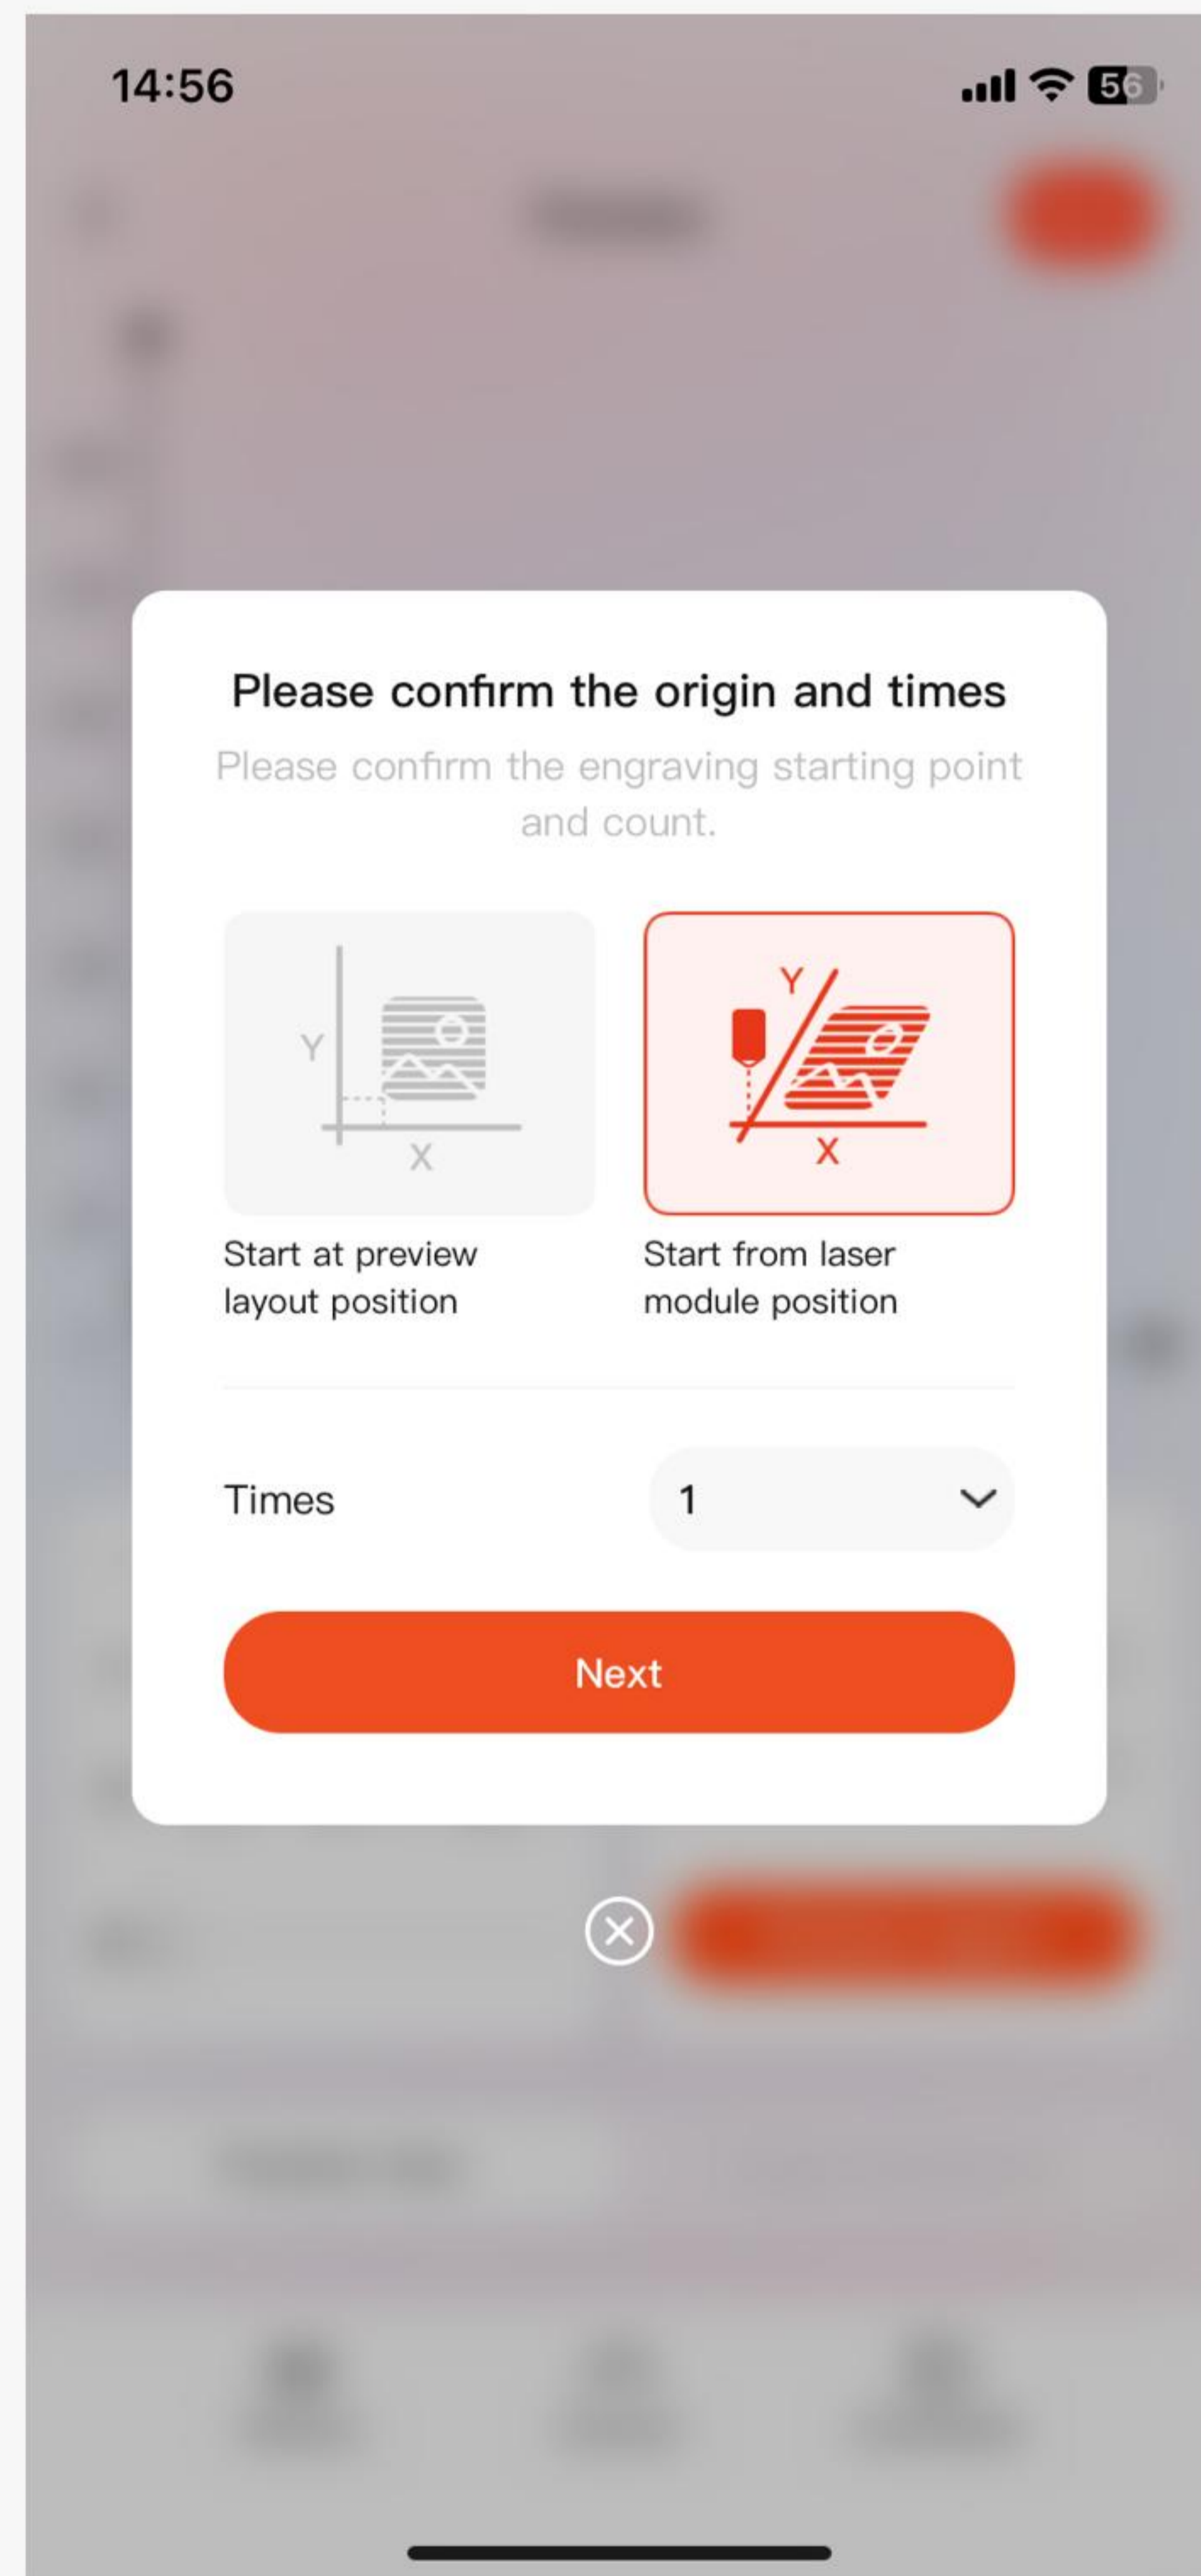 14:56
56
Please confirm the origin and times
Please confirm the engraving starting point
and count.
Y
X
Y
X
Start at preview
layout position
Start from laser
module position
Times
1
Next